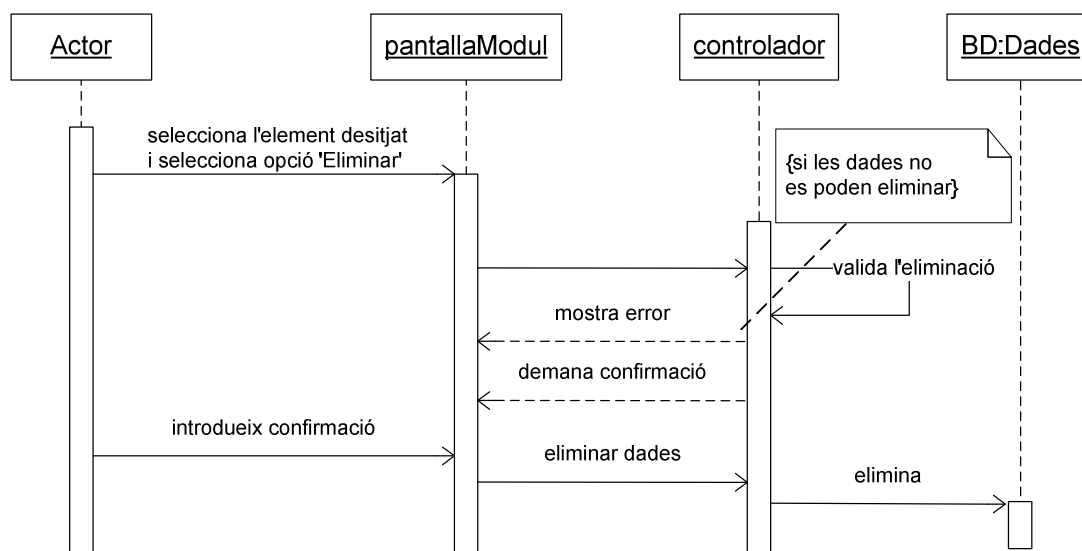 Actor
pantallaModul
controlador
BD:Dades
selecciona l'element desitjat
i selecciona opció 'Eliminar'
{si les dades no
es poden eliminar}
valida l'eliminació
mostra error
demana confirmació
introdueix confirmació
eliminar dades
elimina